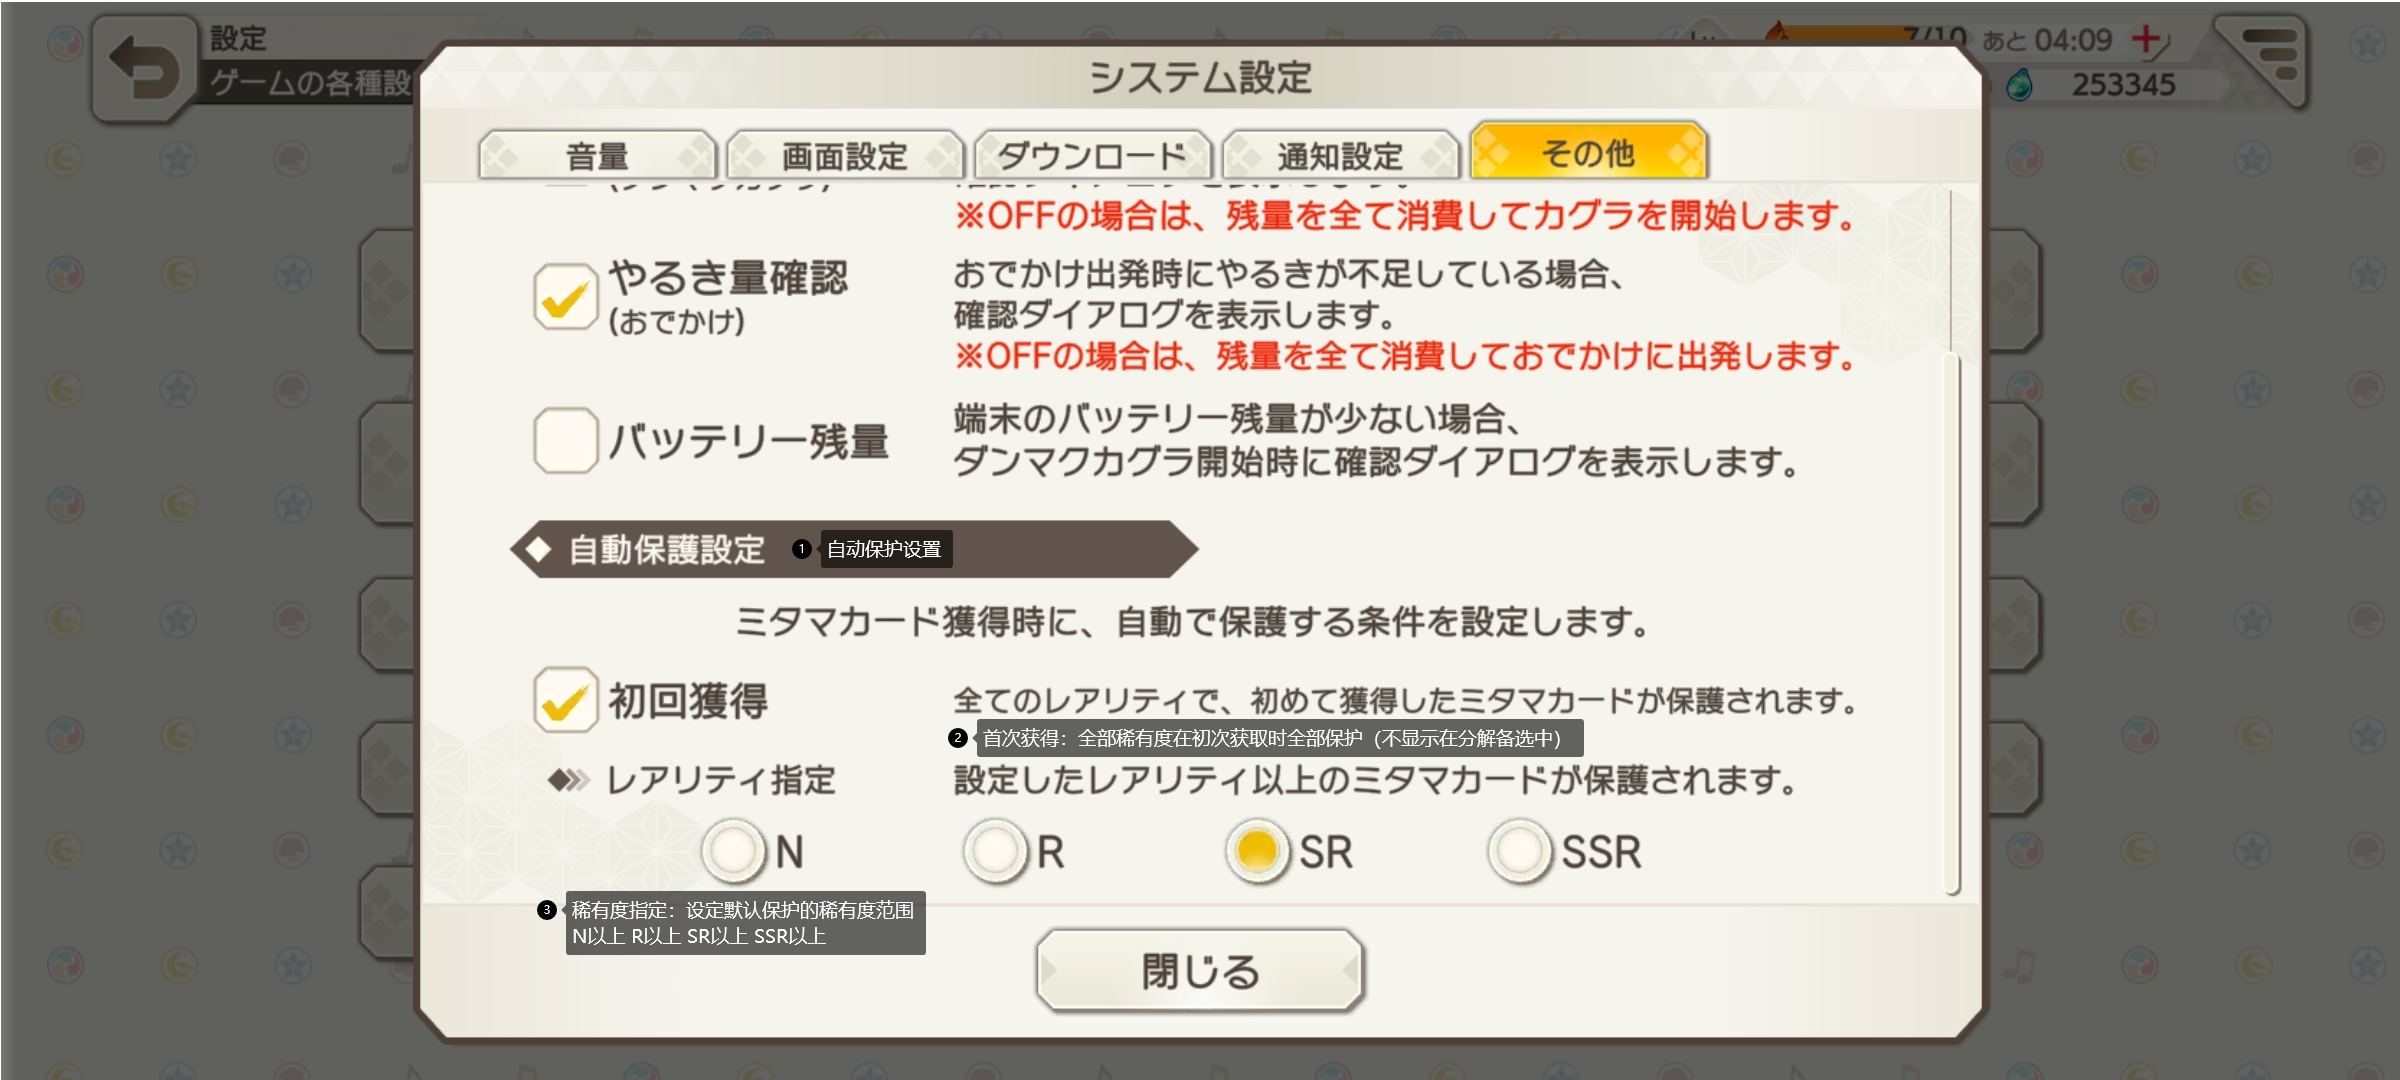 設定
ゲームの各種設
7/10 あと 04:09
253345
システム設定
音量
画面設定
ダウンロード
通知設定
その他
※OFFの場合は、残量を全て消費してカグラを開始します。
やるき量確認
(おでかけ)
おでかけ出発時にやるきが不足している場合、
確認ダイアログを表示します。
※OFFの場合は、残量を全て消費しておでかけに出発します。
バッテリー残量
端末のバッテリー残量が少ない場合、
ダンマクカグラ開始時に確認ダイアログを表示します。
自動保護設定
1 自动保护设置
ミタマカード獲得時に、自動で保護する条件を設定します。
初回獲得
全てのレアリティで、初めて獲得したミタマカードが保護されます。
2 首次获得：全部稀有度在初次获取时全部保护（不显示在分解备选中）
レアリティ指定
設定したレアリティ以上のミタマカードが保護されます。
N
R
SR
SSR
3 稀有度指定：设定默认保护的稀有度范围
N以上 R以上 SR以上 SSR以上
閉じる